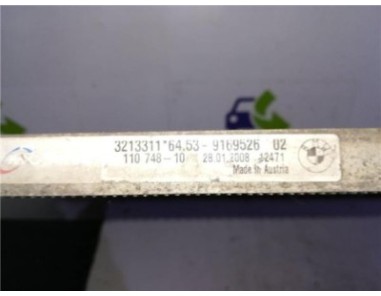 3213311*64.53-9169526 02
110 748-10 28.01.2008 12471
Made in Austria